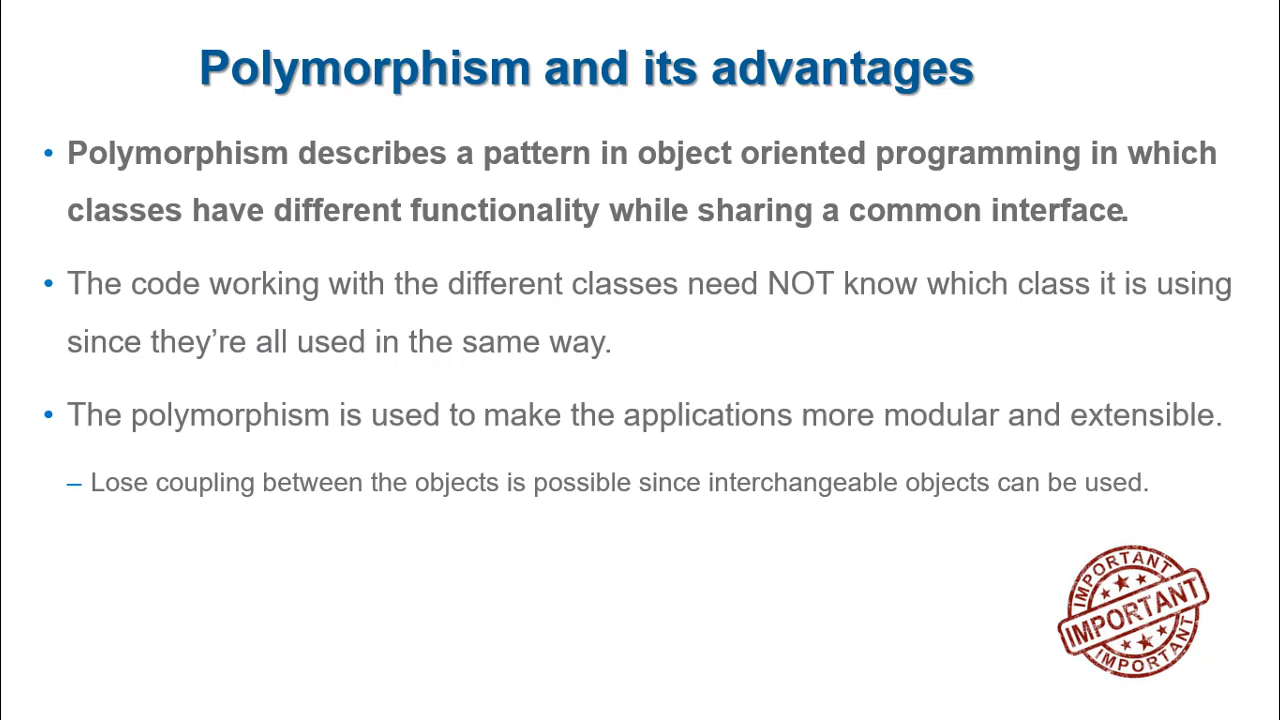 Polymorphism and its advantages
• Polymorphism describes a pattern in object oriented programming in which
classes have different functionality while sharing a common interface.
• The code working with the different classes need NOT know which class it is using
since they’re all used in the same way.
• The polymorphism is used to make the applications more modular and extensible.
– Lose coupling between the objects is possible since interchangeable objects can be used.
IMPORTANT
IMPORTANT
IMPORTANT